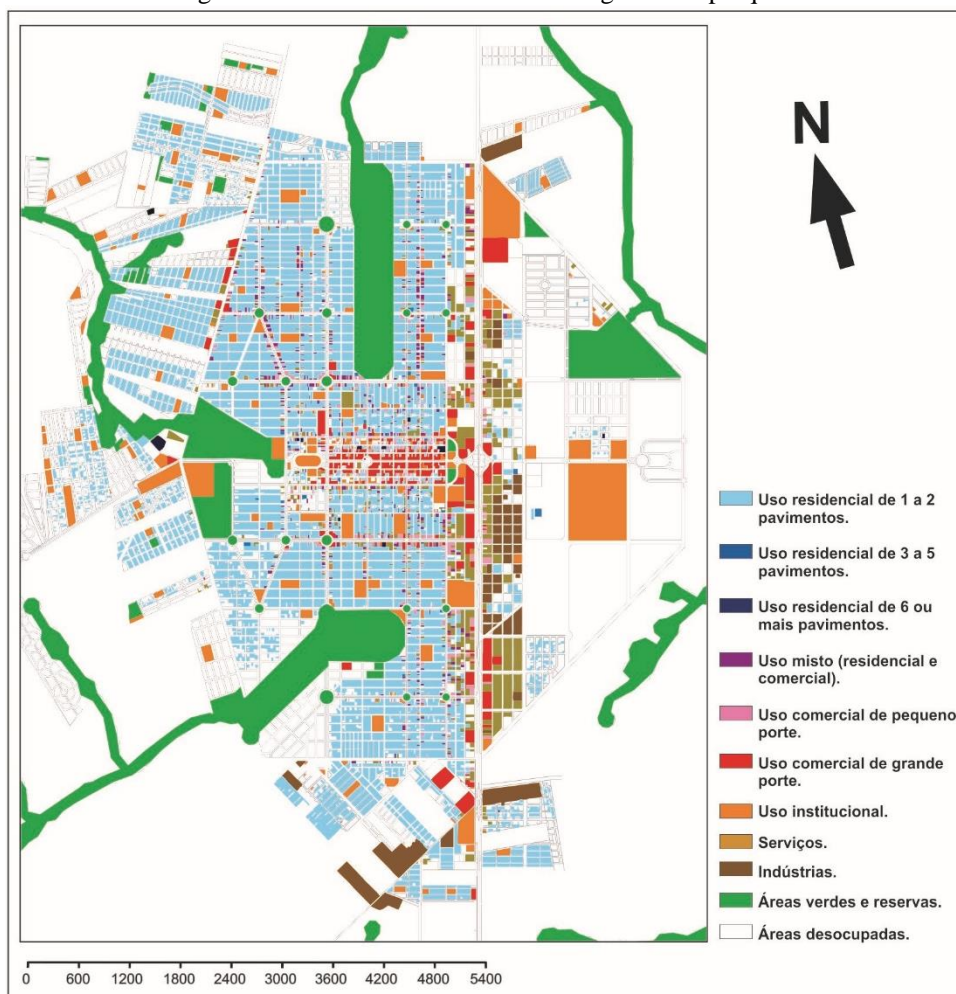 N
Uso residencial de 1 a 2
pavimentos.
Uso residencial de 3 a 5
pavimentos.
Uso residencial de 6 ou
mais pavimentos.
Uso misto (residencial e
comercial).
Uso comercial de pequeno
porte.
Uso comercial de grande
porte.
Uso institucional.
Serviços.
Indústrias.
Áreas verdes e reservas.
Áreas desocupadas.
0 600 1200 1800 2400 3000 3600 4200 4800 5400